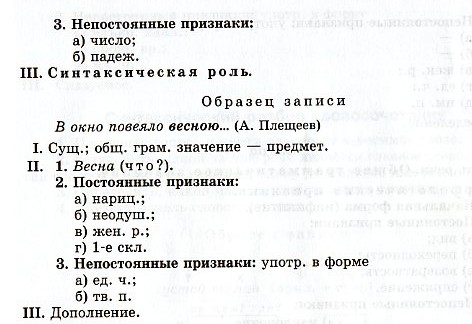 3. Непостоянные признаки:
а) число;
б) падеж.
III. Синтаксическая роль.
Образец записи
В окно повеяло весною... (А. Плещеев)
I. Сущ.; общ. грам. значение — предмет.
II. 1. Весна (что?).
2. Постоянные признаки:
а) нариц.;
б) неодуш.;
в) жен. р.;
г) 1-е скл.
3. Непостоянные признаки: употр. в форме
а) ед. ч.;
б) тв. п.
III. Дополнение.